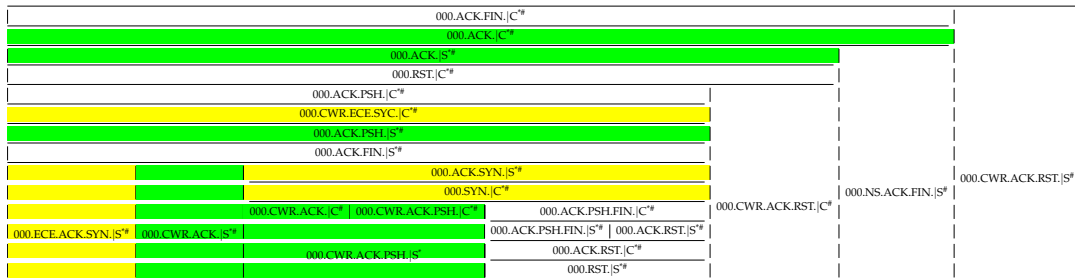 000.ACK.FIN.|C*#
000.ACK.|C*#
000.ACK.|S*#
000.RST.|C*#
000.ACK.PSH.|C*#
000.CWR.ECE.SYC.|C*#
000.ACK.PSH.|S*#
000.ACK.FIN.|S*#
000.ACK.SYN.|S*#
000.CWR.ACK.RST.|S#
000.SYN.|C*#
000.NS.ACK.FIN.|S#
000.CWR.ACK.|C# 000.CWR.ACK.PSH.|C*# 000.ACK.PSH.FIN.|C*# 000.CWR.ACK.RST.|C#
000.ECE.ACK.SYN.|S*# 000.CWR.ACK.|S*# 000.ACK.PSH.FIN.|S*# 000.ACK.RST.|S*#
000.CWR.ACK.PSH.|S* 000.ACK.RST.|C*#
000.RST.|S*#